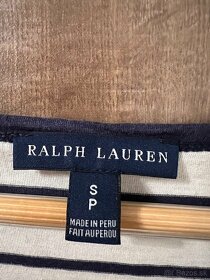 RALPH LAUREN
S
P
MADE IN PERU
FAIT AU PEROU